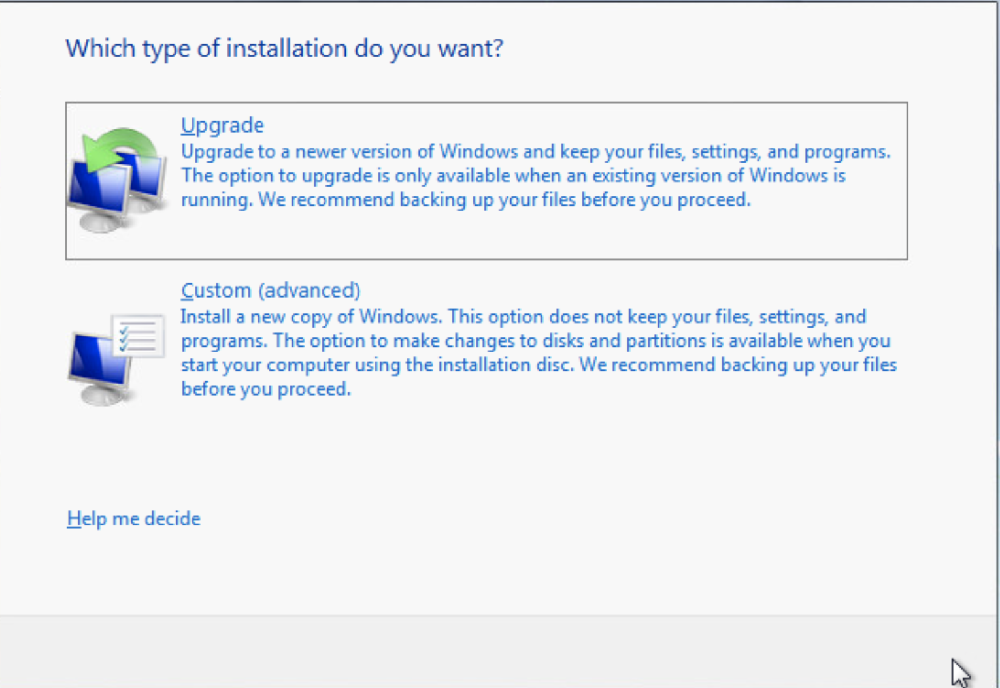 Which type of installation do you want?
Upgrade
Upgrade to a newer version of Windows and keep your files, settings, and programs.
The option to upgrade is only available when an existing version of Windows is
running. We recommend backing up your files before you proceed.
Custom (advanced)
Install a new copy of Windows. This option does not keep your files, settings, and
programs. The option to make changes to disks and partitions is available when you
start your computer using the installation disc. We recommend backing up your files
before you proceed.
Help me decide